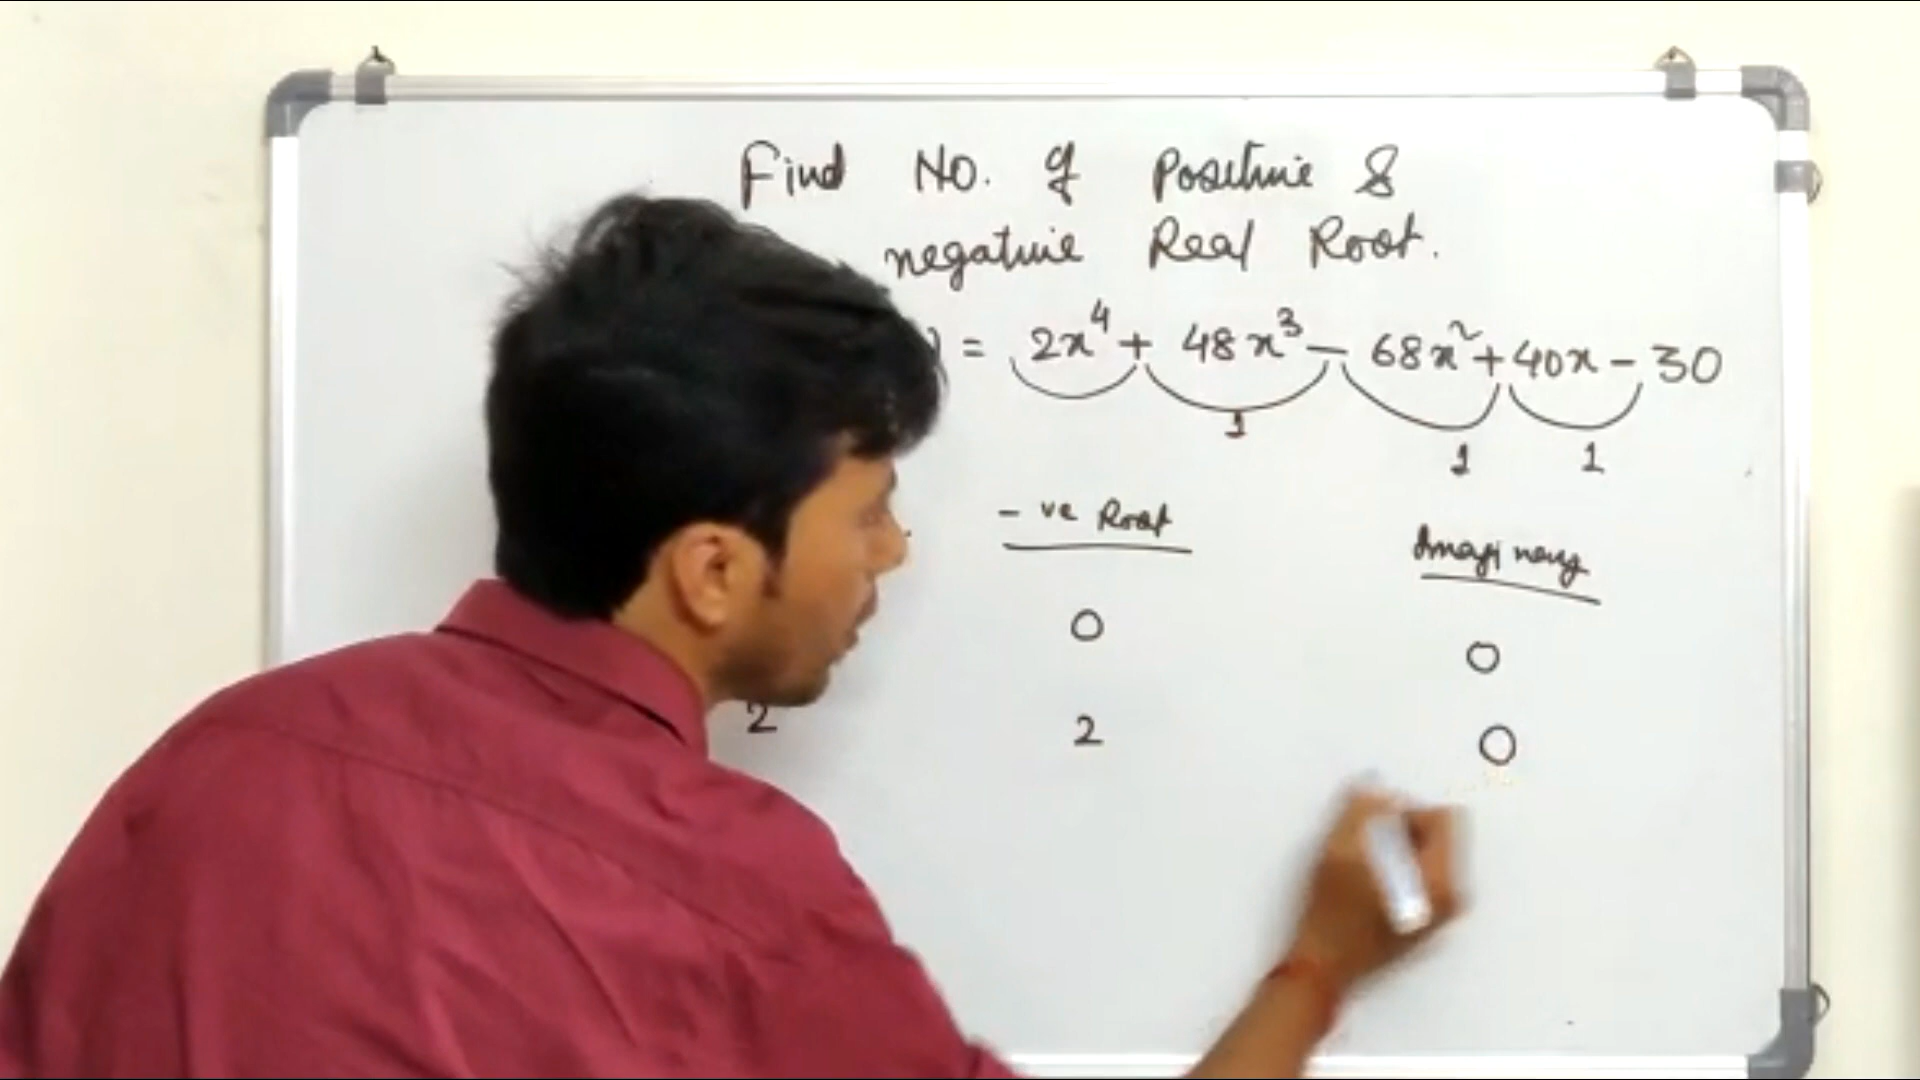 Find No. of Positive &
negative Real Root.
) = 2x⁴ + 48x³ - 68x² + 40x - 30
1 1 1
- ve Root Imaginary
0 0
2 2 0